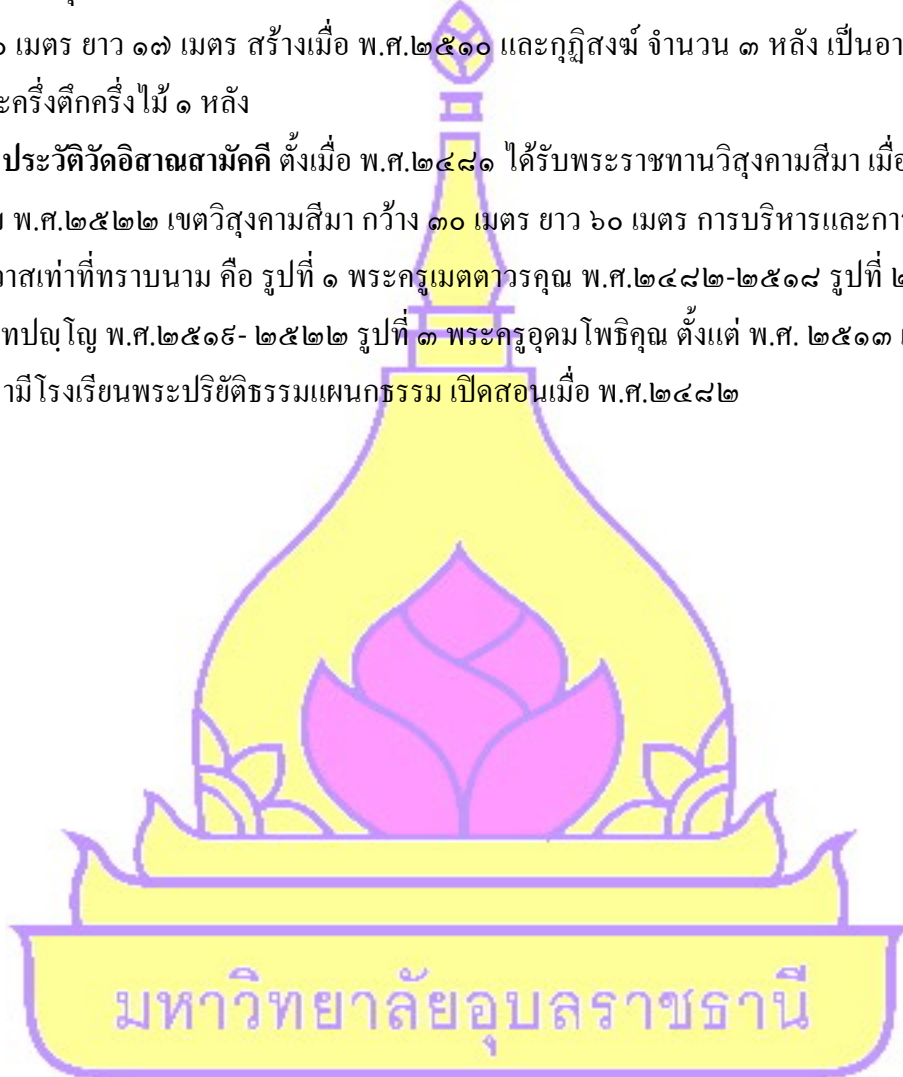 ๖ เมตร ยาว ๑๗ เมตร สร้างเมื่อ พ.ศ.๒๕๑๐ และกุฏิสงฆ์ จำนวน ๓ หลัง เป็นอา
ะครึ่งตึกครึ่งไม้ ๑ หลัง
ประวัติวัดอิสาณสามัคคี ตั้งเมื่อ พ.ศ.๒๔๘๑ ได้รับพระราชทานวิสุงคามสีมา เมื่อ
พ.ศ.๒๕๒๒ เขตวิสุงคามสีมา กว้าง ๓๐ เมตร ยาว ๖๐ เมตร การบริหารและกา
วาสเท่าที่ทราบนาม คือ รูปที่ ๑ พระครูเมตตาวรคุณ พ.ศ.๒๔๘๒-๒๕๑๘ รูปที่ ๒
ทปญฺโญ พ.ศ.๒๕๑๙- ๒๕๒๒ รูปที่ ๓ พระครูอุดมโพธิคุณ ตั้งแต่ พ.ศ. ๒๕๑๓
ามีโรงเรียนพระปริยัติธรรมแผนกธรรม เปิดสอนเมื่อ พ.ศ.๒๔๘๒
มหาวิทยาลัยอุบลราชธานี